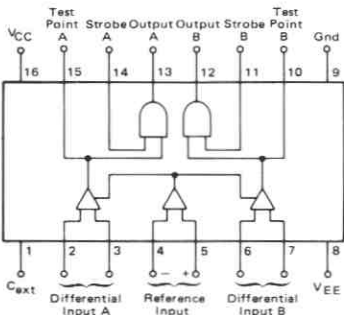 Test Test
Point Strobe Output Output Strobe Point
VCC A A A B B B Gnd
16 15 14 13 12 11 10 9
1 2 3 4 5 6 7 8
− +
Cext Differential Reference Differential VEE
Input A Input Input B